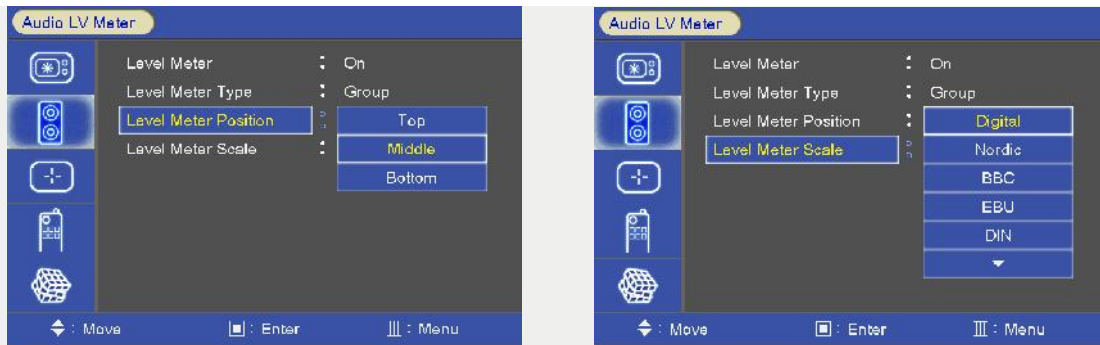 Audio LV Meter
Level Meter : On
Level Meter Type : Group
Level Meter Position : Top
Level Meter Scale : Middle
Bottom
: Move : Enter : Menu
Audio LV Meter
Level Meter : On
Level Meter Type : Group
Level Meter Position : Digital
Level Meter Scale : Nordic
BBC
EBU
DIN
: Move : Enter : Menu